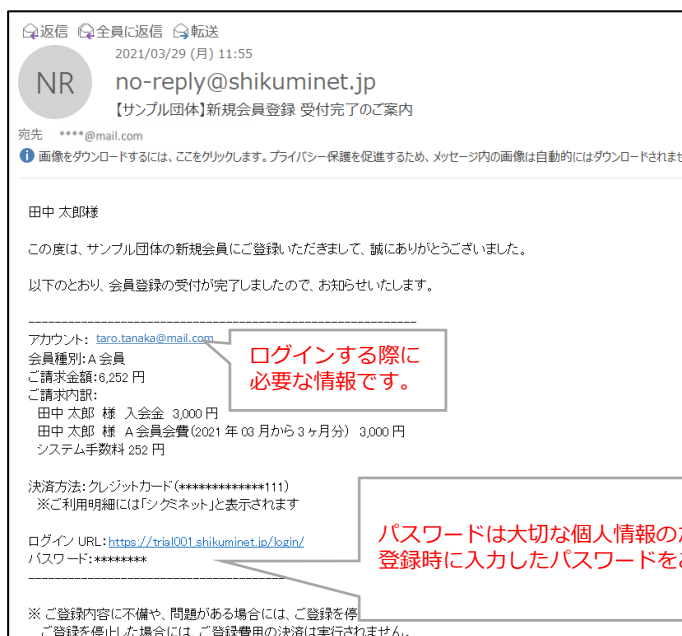 返信 全員に返信 転送
2021/03/29 (月) 11:55
NR
no-reply@shikuminet.jp
【サンプル団体】新規会員登録 受付完了のご案内
宛先 ****@mail.com
画像をダウンロードするには、ここをクリックします。プライバシー保護を促進するため、メッセージ内の画像は自動的にはダウンロードされませ
田中 太郎様
この度は、サンプル団体の新規会員にご登録いただきまして、誠にありがとうございました。
以下のとおり、会員登録の受付が完了しましたので、お知らせいたします。
----------------------------------------------------------
アカウント: taro.tanaka@mail.com
会員種別:A 会員
ご請求金額:6,252 円
ご請求内訳:
田中 太郎 様 入会金 3,000 円
田中 太郎 様 A 会員会費(2021 年 03 月から 3 ヶ月分) 3,000 円
システム手数料 252 円
ログインする際に
必要な情報です。
決済方法:クレジットカード(*************111)
※ご利用明細には「シクミネット」と表示されます
ログイン URL:https://trial001.shikuminet.jp/login/
パスワード:********
----------------------------------------
パスワードは大切な個人情報の
登録時に入力したパスワードを
※ ご登録内容に不備や、問題がある場合には、ご登録を停
ご登録を停止した場合には、ご登録費用の決済は実行されません。